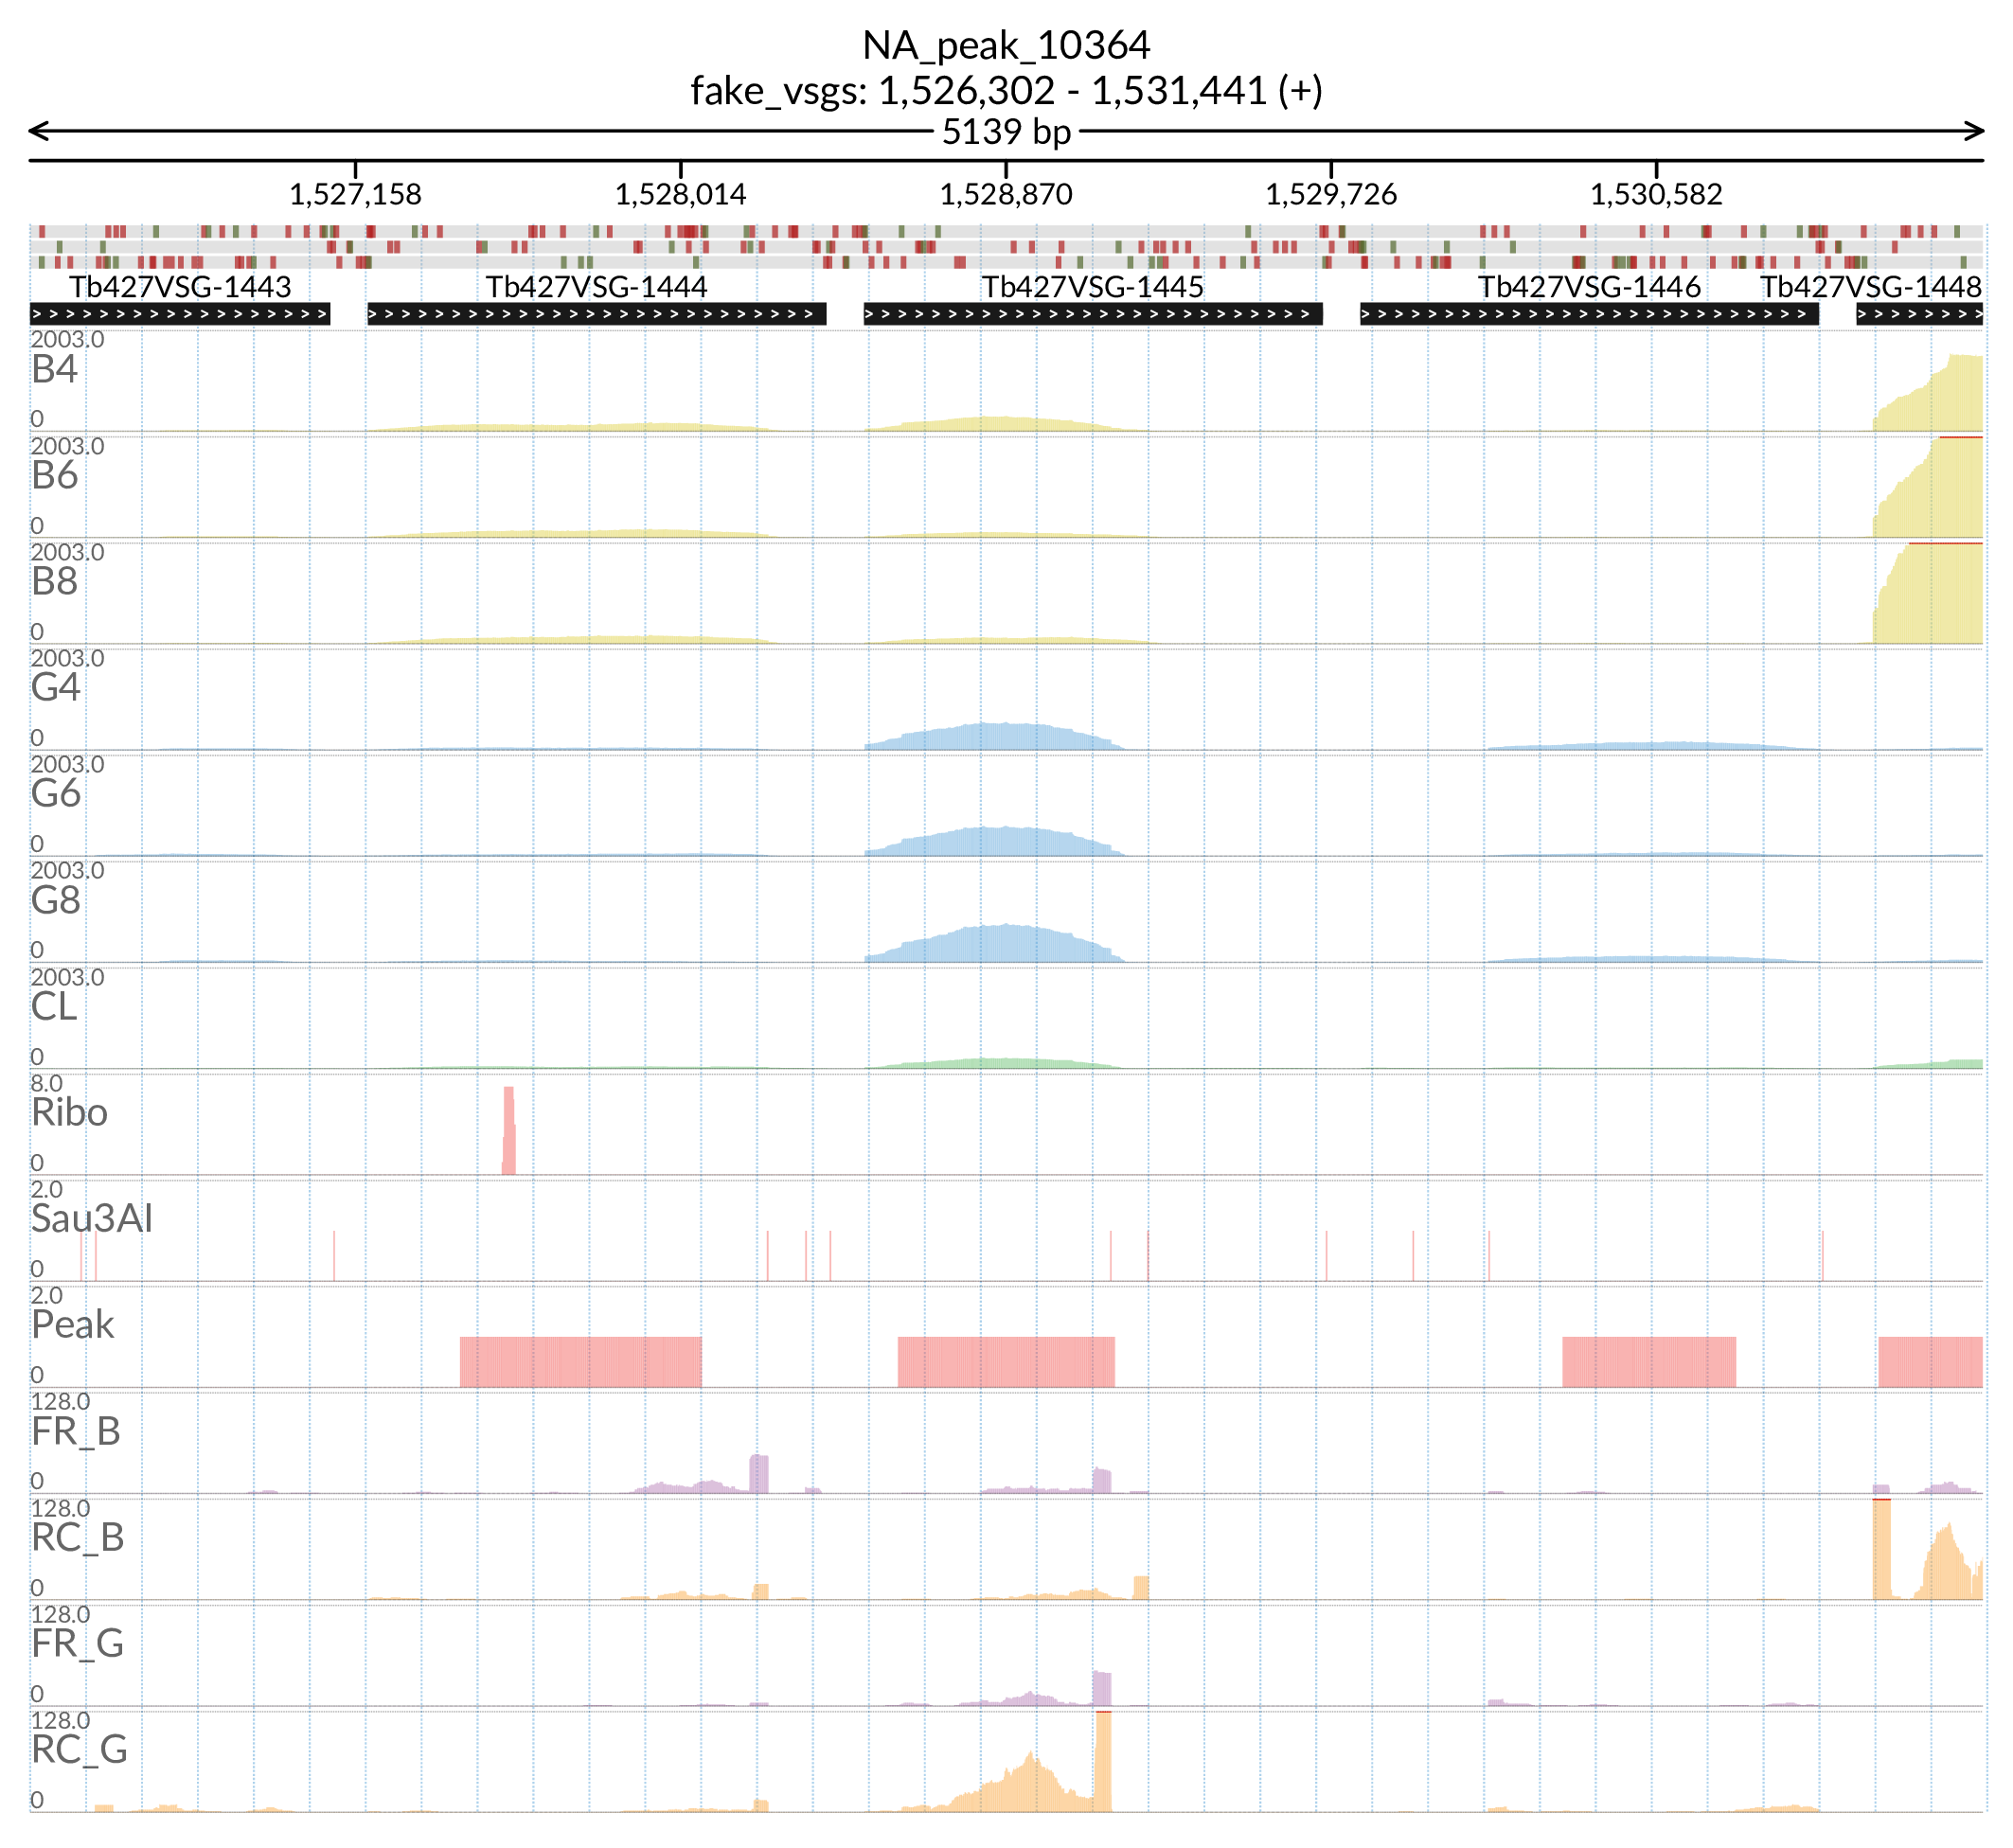 NA_peak_10364
fake_vsgs: 1,526,302 - 1,531,441 (+)
5139 bp
1,527,158 1,528,014 1,528,870 1,529,726 1,530,582
Tb427VSG-1443 Tb427VSG-1444 Tb427VSG-1445 Tb427VSG-1446 Tb427VSG-1448
2003.0
B4
0
2003.0
B6
0
2003.0
B8
0
2003.0
G4
0
2003.0
G6
0
2003.0
G8
0
2003.0
CL
0
8.0
Ribo
0
2.0
Sau3AI
0
2.0
Peak
0
128.0
FR_B
0
128.0
RC_B
0
128.0
FR_G
0
128.0
RC_G
0